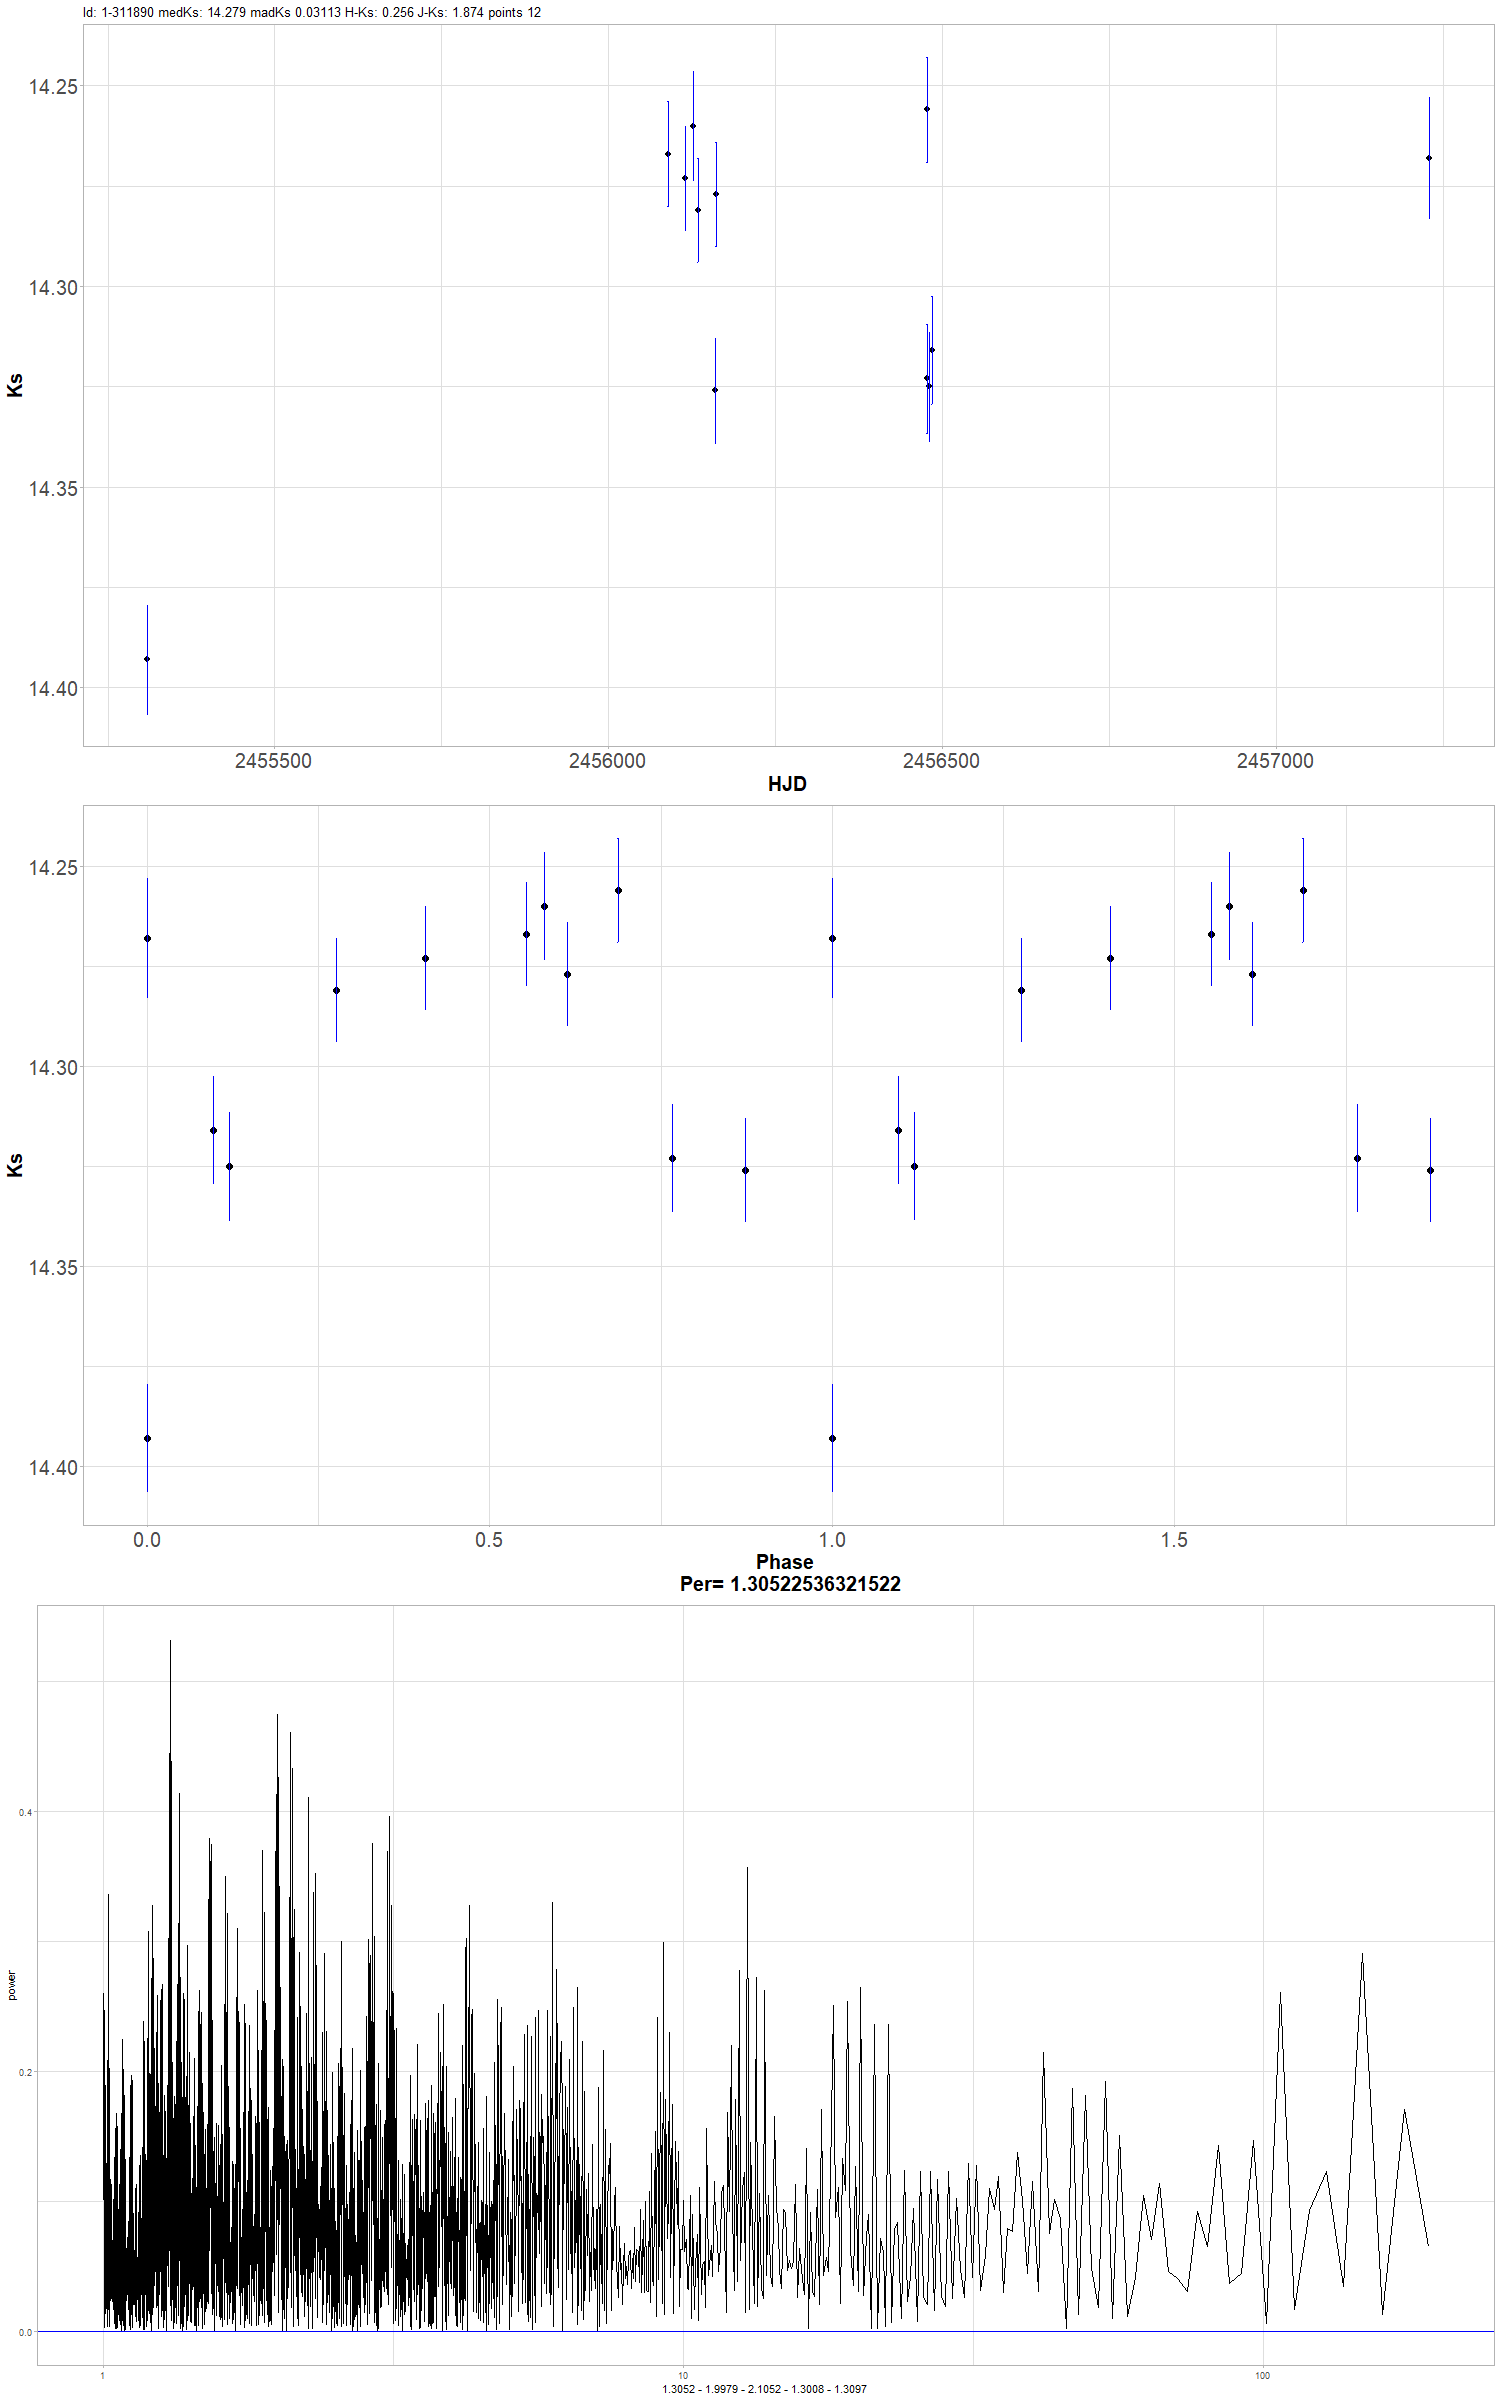 Id: 1-311890 medKs: 14.279 madKs 0.03113 H-Ks: 0.256 J-Ks: 1.874 points 12
14.25
14.30
14.35
14.40
Ks
2455500 2456000 2456500 2457000
HJD
14.25
14.30
14.35
14.40
Ks
0.0 0.5 1.0 1.5
Phase
Per= 1.30522536321522
0.4
0.2
0.0
power
1 10 100
1.3052 - 1.9979 - 2.1052 - 1.3008 - 1.3097